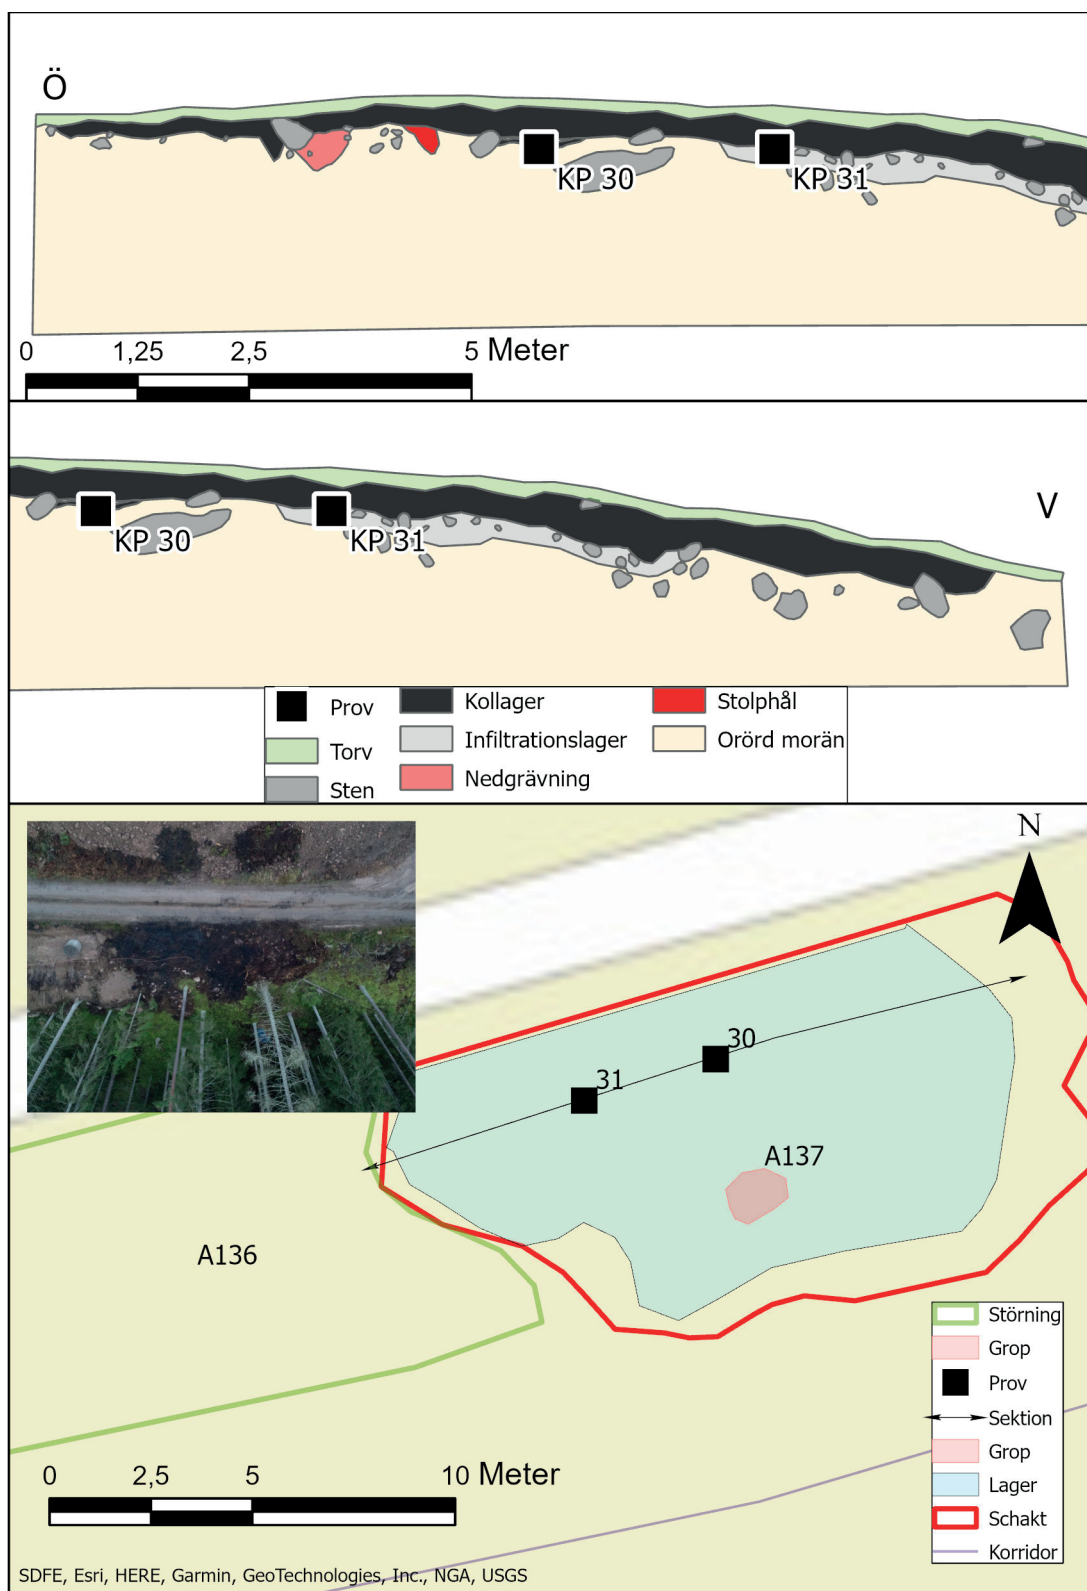 Ö
KP 30
KP 31
0 1,25 2,5 5 Meter
V
KP 30
KP 31
Prov
Torv
Sten
Kollager
Infiltrationslager
Nedgrävning
Stolphål
Orörd morän
N
30
31
A137
A136
Störning
Grop
Prov
Sektion
Grop
Lager
Schakt
Korridor
0 2,5 5 10 Meter
SDFE, Esri, HERE, Garmin, GeoTechnologies, Inc., NGA, USGS